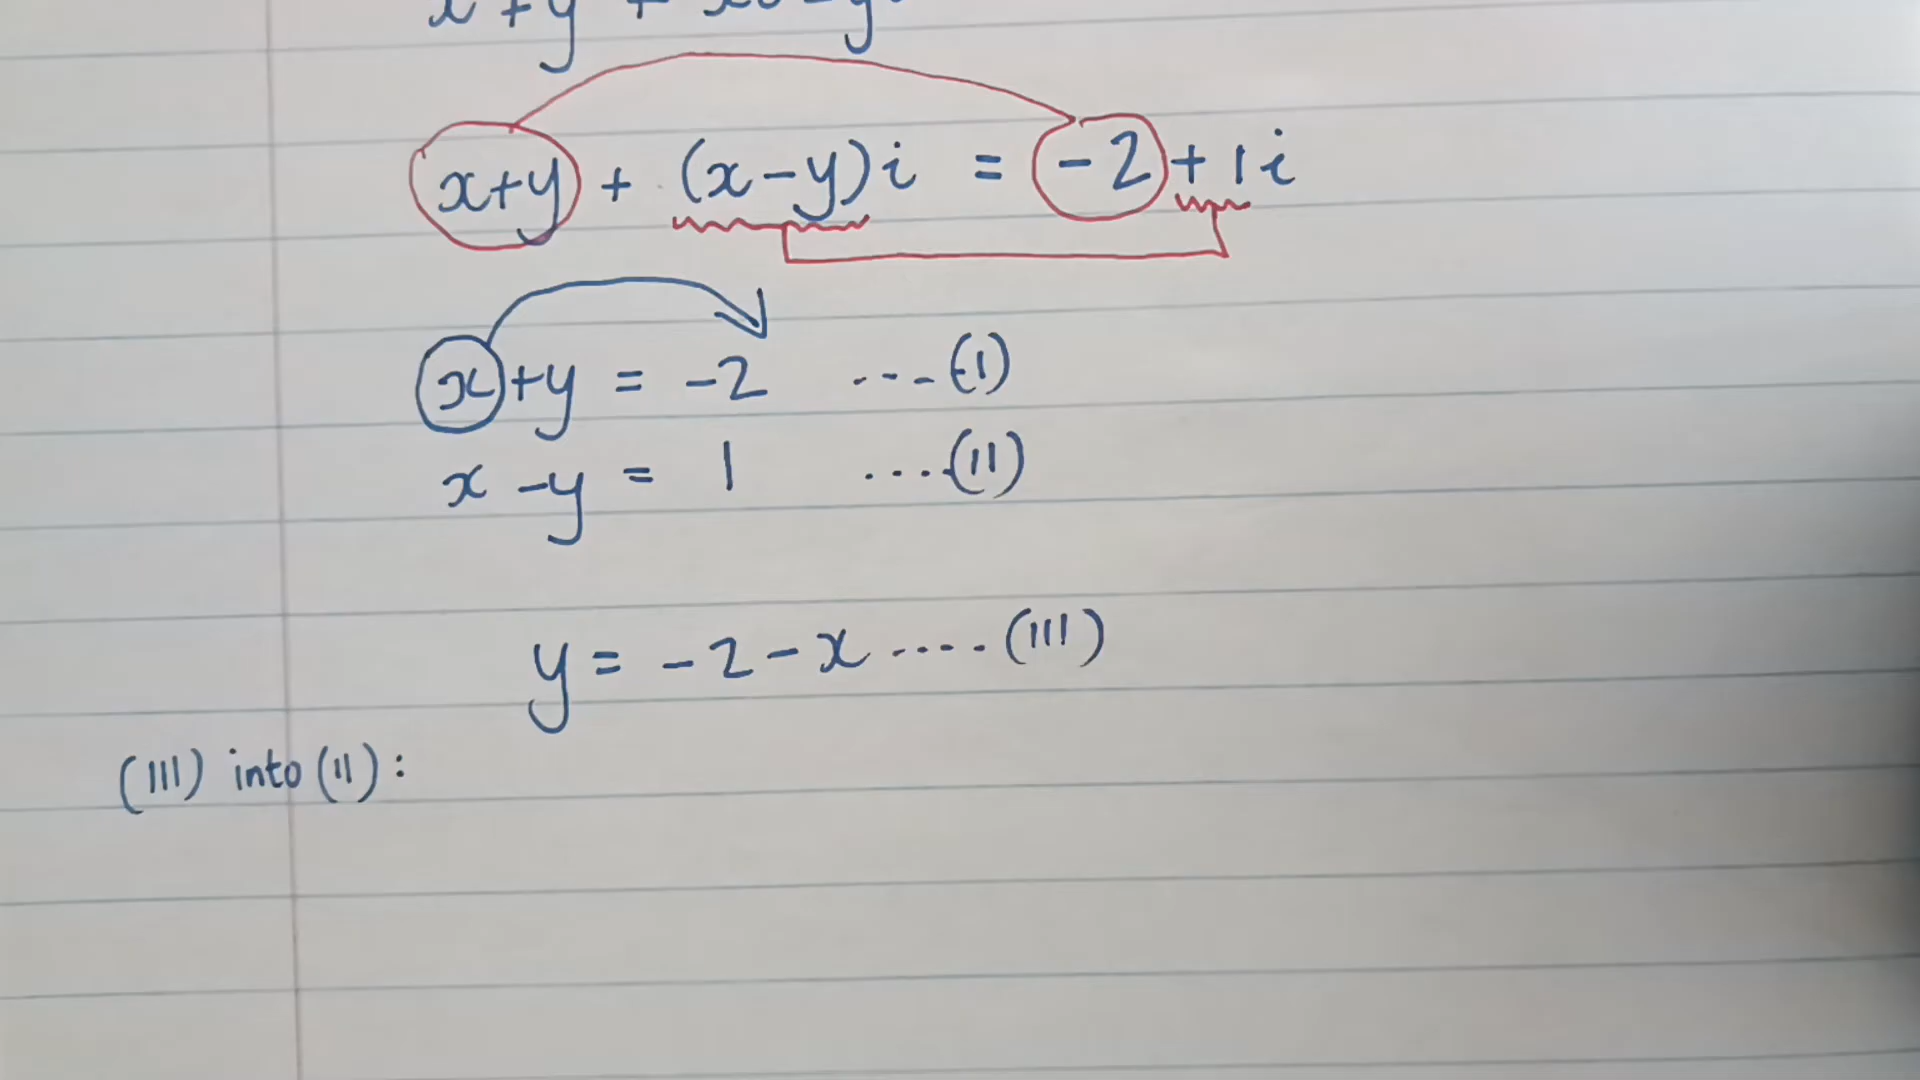 x+y + (x-y)i = -2+1i
x+y = -2 ....(I)
x-y = 1 ....(II)
y = -2-x ....(III)
(III) into (II):